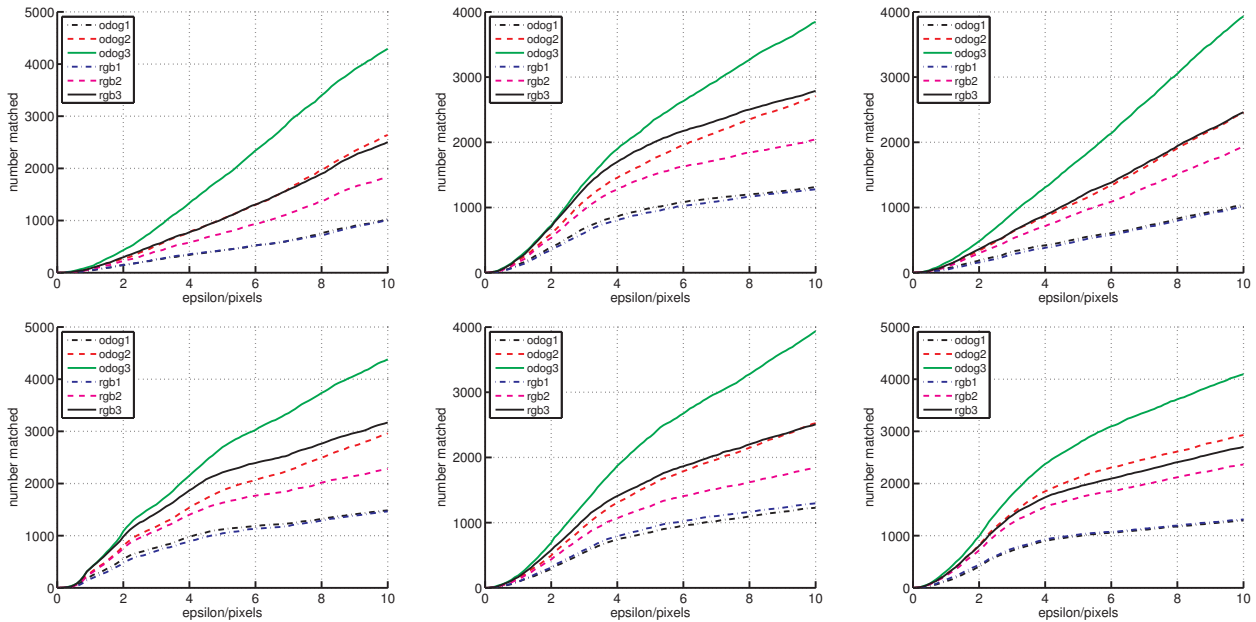 5000
4000
3000
2000
1000
0
0 2 4 6 8 10
number matched
epsilon/pixels
odog1
odog2
odog3
rgb1
rgb2
rgb3
4000
3000
2000
1000
0
0 2 4 6 8 10
number matched
epsilon/pixels
odog1
odog2
odog3
rgb1
rgb2
rgb3
4000
3000
2000
1000
0
0 2 4 6 8 10
number matched
epsilon/pixels
odog1
odog2
odog3
rgb1
rgb2
rgb3
5000
4000
3000
2000
1000
0
0 2 4 6 8 10
number matched
epsilon/pixels
odog1
odog2
odog3
rgb1
rgb2
rgb3
4000
3000
2000
1000
0
0 2 4 6 8 10
number matched
epsilon/pixels
odog1
odog2
odog3
rgb1
rgb2
rgb3
5000
4000
3000
2000
1000
0
0 2 4 6 8 10
number matched
epsilon/pixels
odog1
odog2
odog3
rgb1
rgb2
rgb3